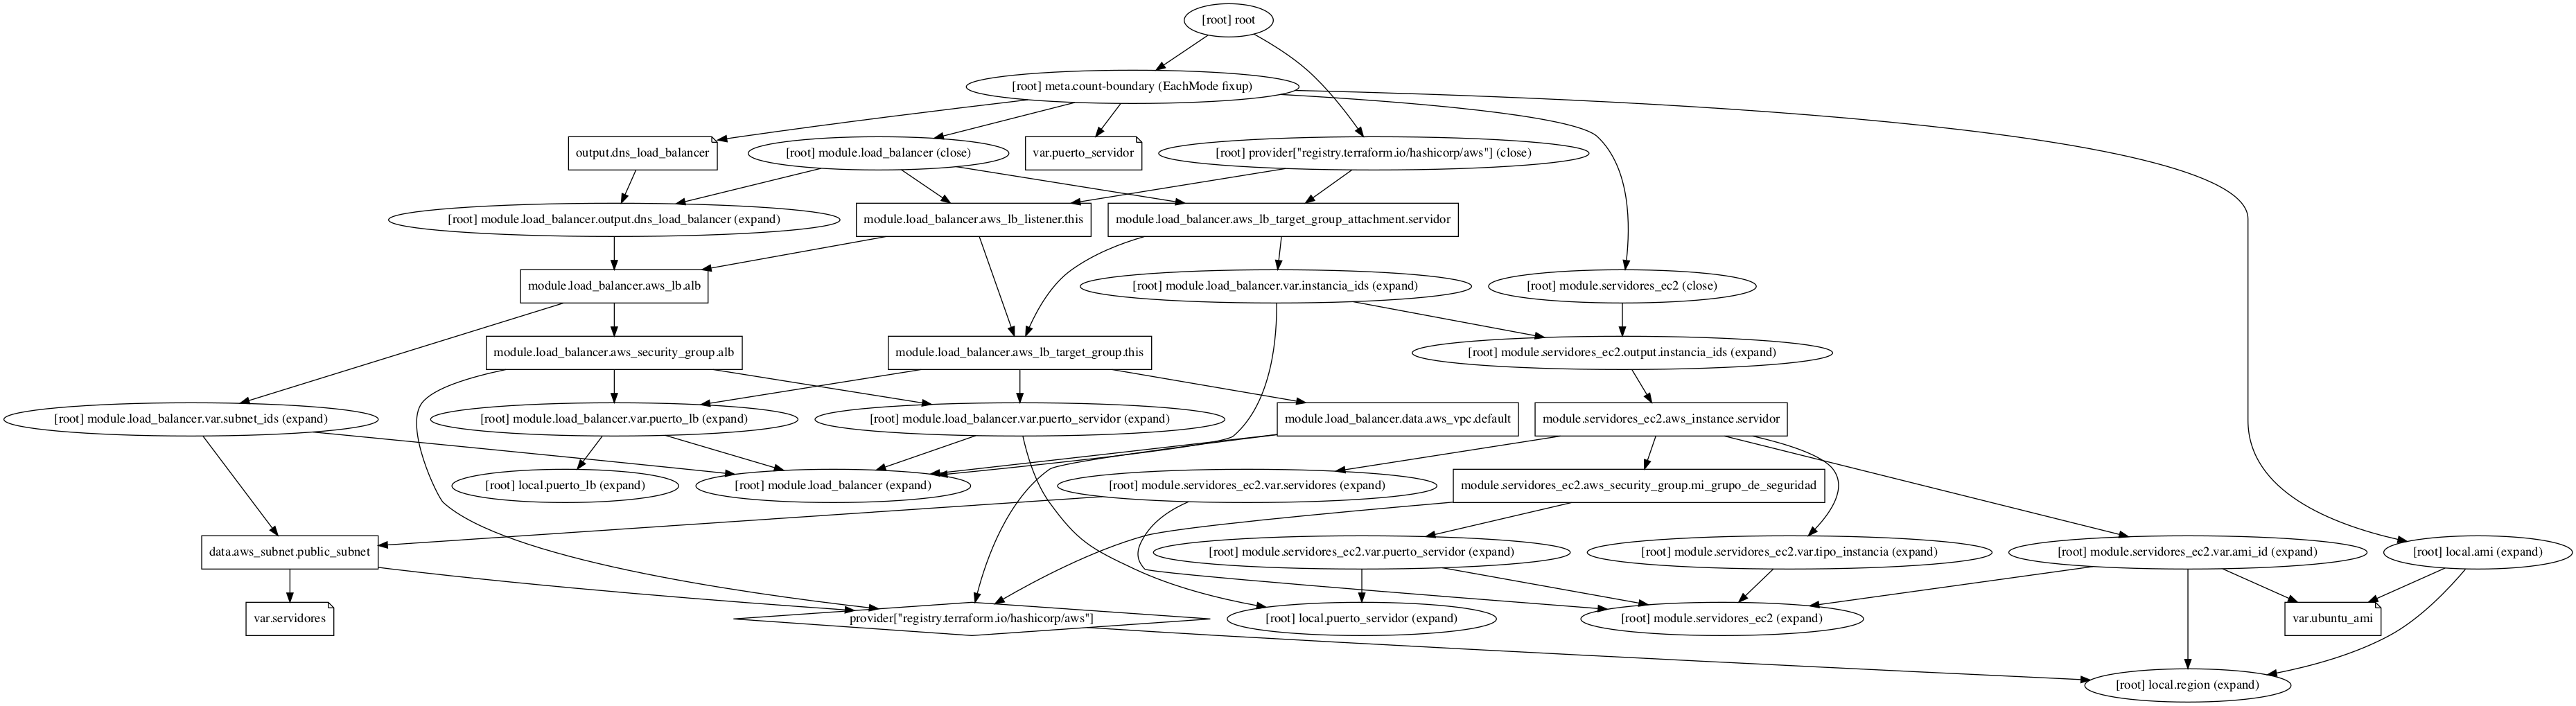 [root] root
[root] meta.count-boundary (EachMode fixup)
output.dns_load_balancer
[root] module.load_balancer (close)
var.puerto_servidor
[root] provider["registry.terraform.io/hashicorp/aws"] (close)
[root] module.load_balancer.output.dns_load_balancer (expand)
module.load_balancer.aws_lb_listener.this
module.load_balancer.aws_lb_target_group_attachment.servidor
module.load_balancer.aws_lb.alb
[root] module.load_balancer.var.instancia_ids (expand)
[root] module.servidores_ec2 (close)
module.load_balancer.aws_security_group.alb
module.load_balancer.aws_lb_target_group.this
[root] module.servidores_ec2.output.instancia_ids (expand)
[root] module.load_balancer.var.subnet_ids (expand)
[root] module.load_balancer.var.puerto_lb (expand)
[root] module.load_balancer.var.puerto_servidor (expand)
module.load_balancer.data.aws_vpc.default
module.servidores_ec2.aws_instance.servidor
[root] local.puerto_lb (expand)
[root] module.load_balancer (expand)
[root] module.servidores_ec2.var.servidores (expand)
module.servidores_ec2.aws_security_group.mi_grupo_de_seguridad
data.aws_subnet.public_subnet
[root] module.servidores_ec2.var.puerto_servidor (expand)
[root] module.servidores_ec2.var.tipo_instancia (expand)
[root] module.servidores_ec2.var.ami_id (expand)
[root] local.ami (expand)
var.servidores
provider["registry.terraform.io/hashicorp/aws"]
[root] local.puerto_servidor (expand)
[root] module.servidores_ec2 (expand)
var.ubuntu_ami
[root] local.region (expand)